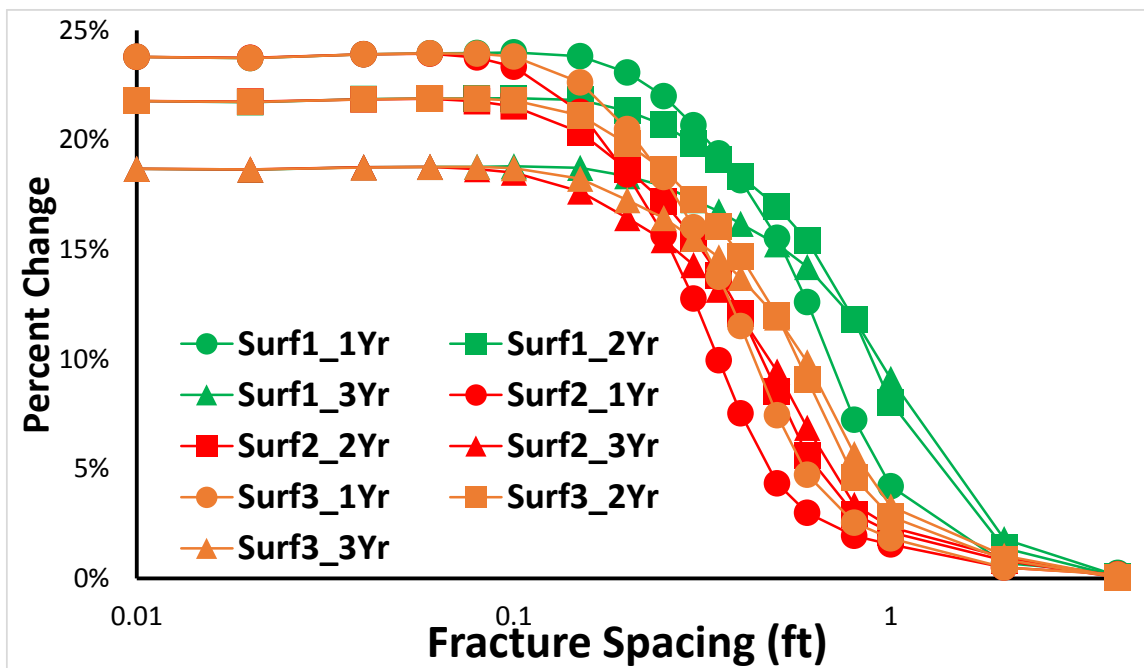 25%
20%
15%
10%
5%
0%
Percent Change
Surf1_1Yr Surf1_2Yr
Surf1_3Yr Surf2_1Yr
Surf2_2Yr Surf2_3Yr
Surf3_1Yr Surf3_2Yr
Surf3_3Yr
0.01 0.1 1
Fracture Spacing (ft)